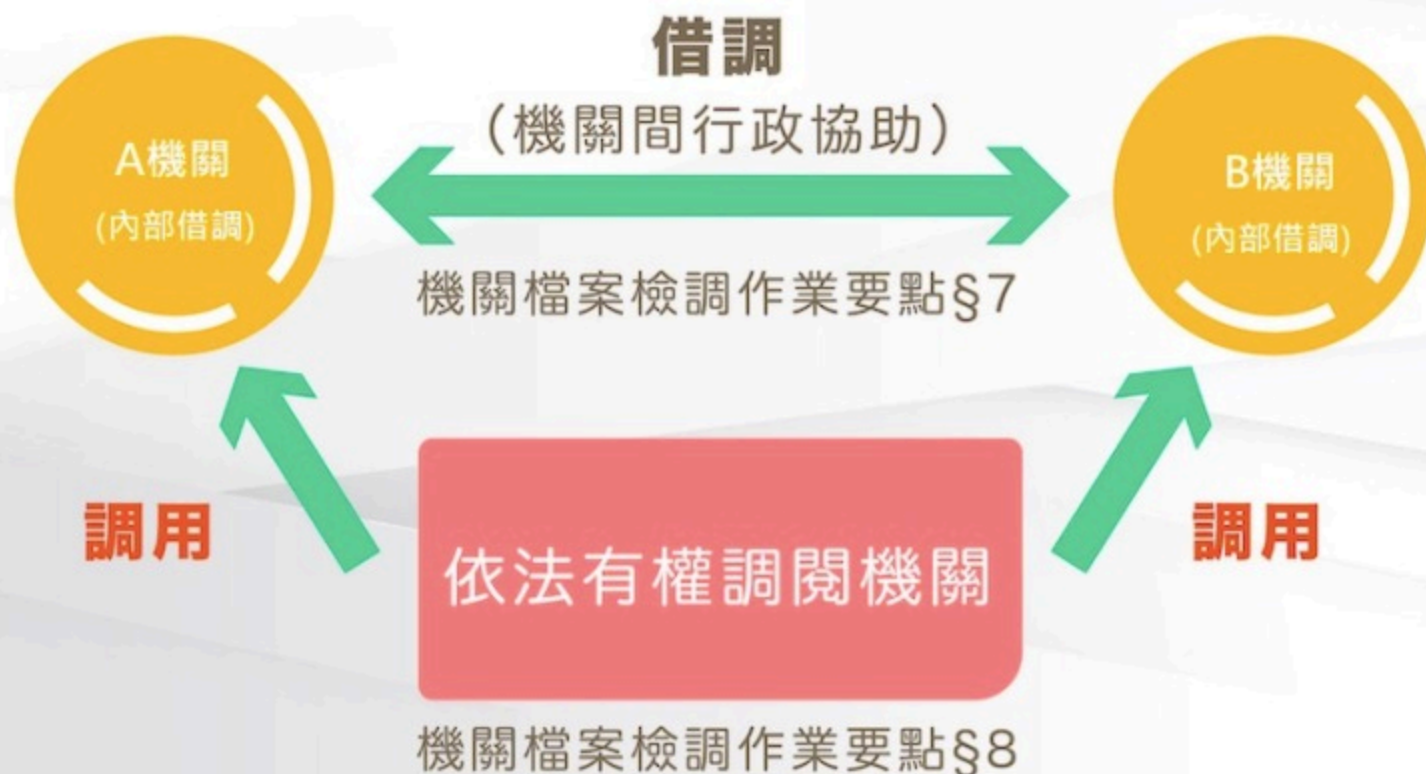 借調
（機關間行政協助）
A機關
(內部借調)
B機關
(內部借調)
機關檔案檢調作業要點§7
調用
依法有權調閱機關
調用
機關檔案檢調作業要點§8